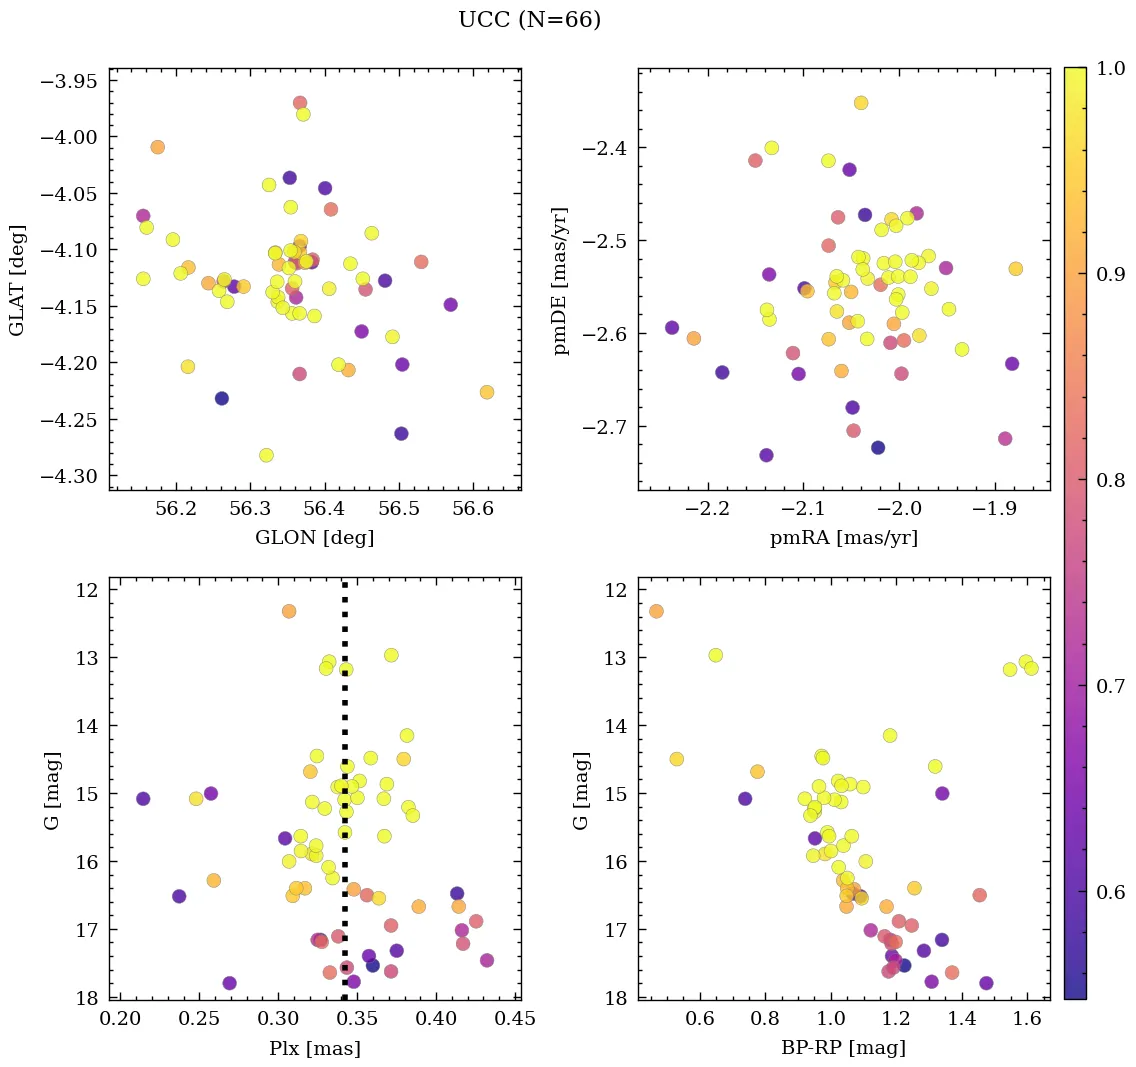 UCC (N=66)
−3.95
−4.00
−4.05
−4.10
−4.15
−4.20
−4.25
−4.30
GLAT [deg]
56.2 56.3 56.4 56.5 56.6
GLON [deg]
−2.4
−2.5
−2.6
−2.7
pmDE [mas/yr]
−2.2 −2.1 −2.0 −1.9
pmRA [mas/yr]
1.0
0.9
0.8
0.7
0.6
12
13
14
15
16
17
18
G [mag]
0.20 0.25 0.30 0.35 0.40 0.45
Plx [mas]
12
13
14
15
16
17
18
G [mag]
0.6 0.8 1.0 1.2 1.4 1.6
BP-RP [mag]